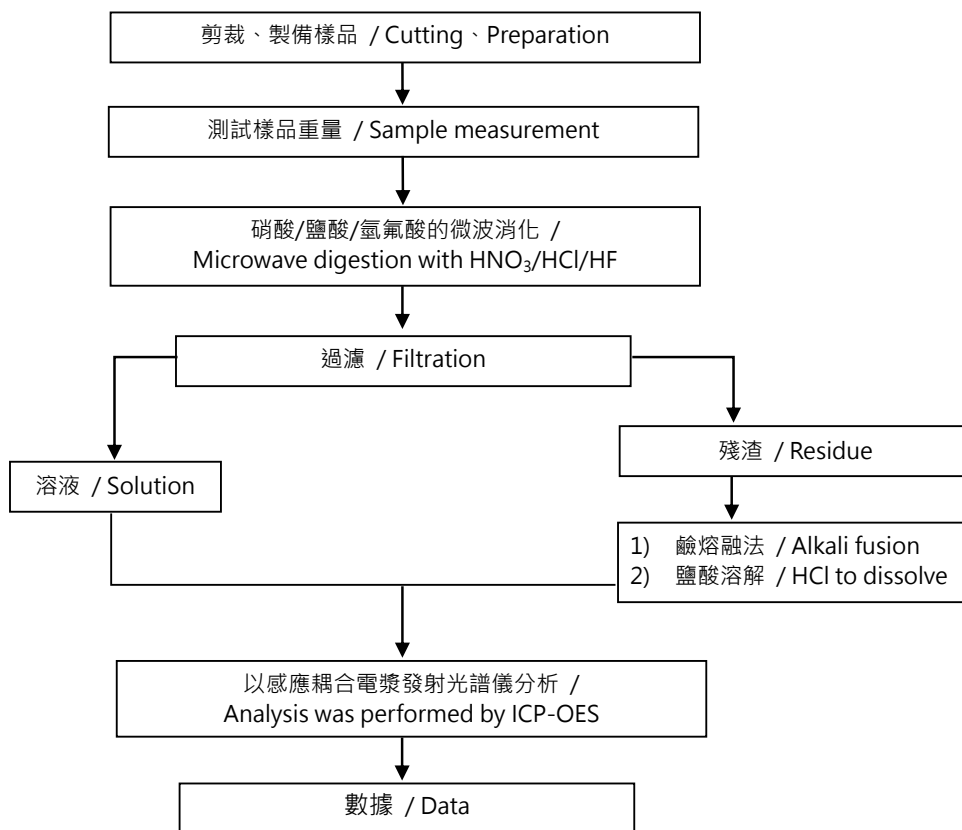 剪裁、製備樣品 / Cutting、Preparation
測試樣品重量 / Sample measurement
硝酸/鹽酸/氫氟酸的微波消化 /
Microwave digestion with HNO₃/HCl/HF
過濾 / Filtration
溶液 / Solution
殘渣 / Residue
1) 鹼熔融法 / Alkali fusion
2) 鹽酸溶解 / HCl to dissolve
以感應耦合電漿發射光譜儀分析 /
Analysis was performed by ICP-OES
數據 / Data